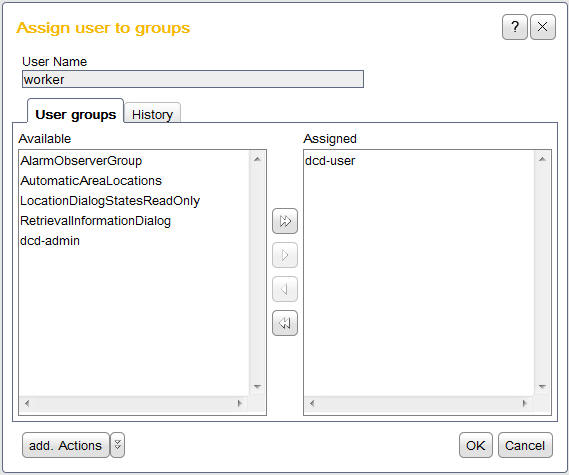 Assign user to groups
?
User Name
worker
User groups History
Available Assigned
AlarmObserverGroup dcd-user
AutomaticAreaLocations
LocationDialogStatesReadOnly
RetrievalInformationDialog
dcd-admin
add. Actions OK Cancel